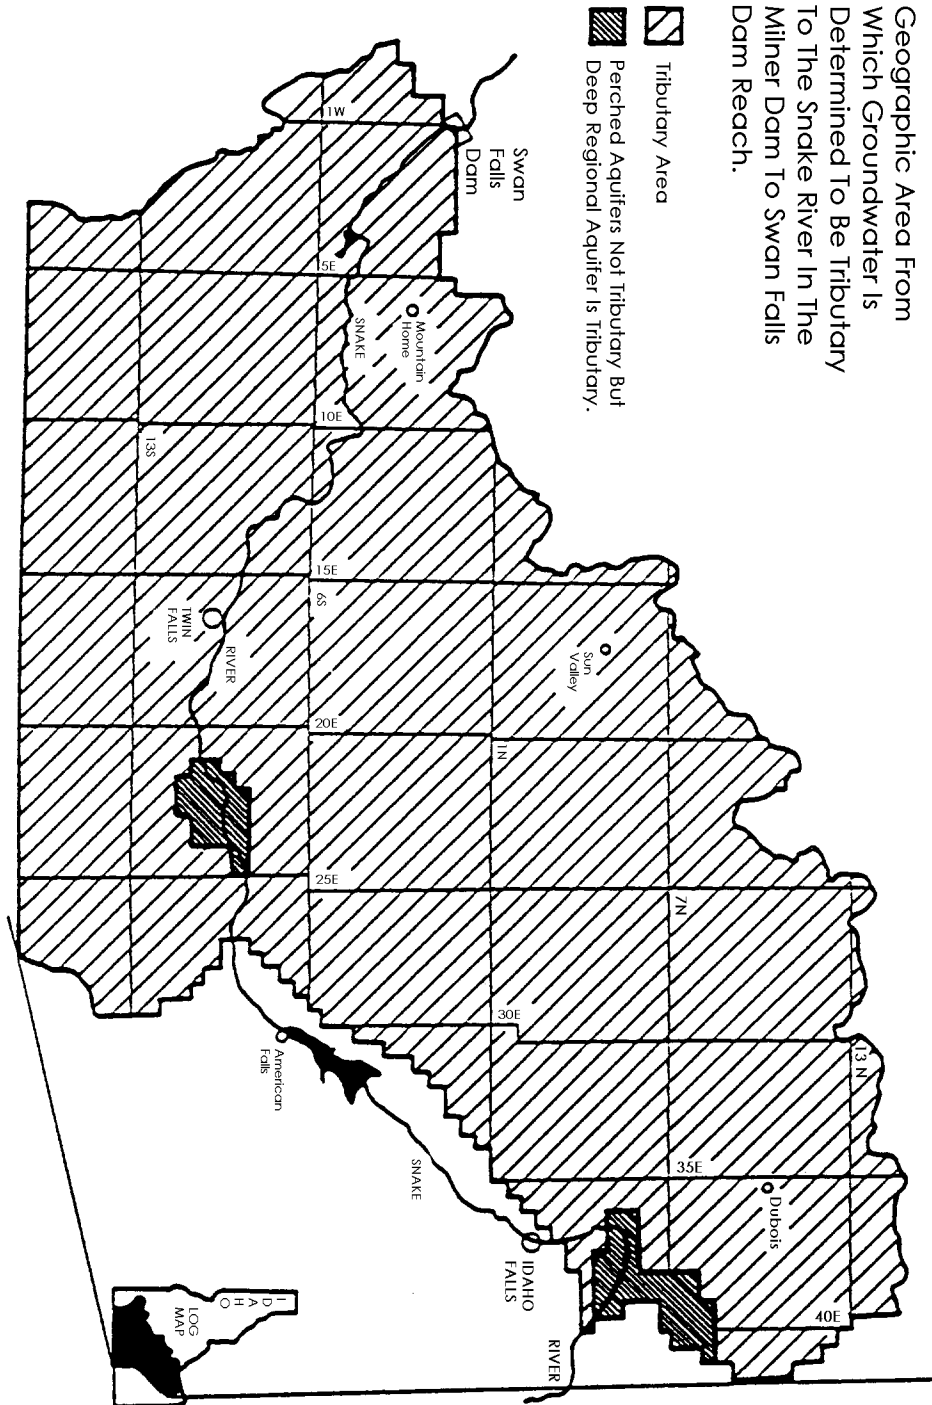 Geographic Area From
Which Groundwater Is
Determined To Be Tributary
To The Snake River In The
Milner Dam To Swan Falls
Dam Reach.
Tributary Area
Perched Aquifers Not Tributary But
Deep Regional Aquifer Is Tributary.
Swan
Falls
Dam
1W
5E
Mountain
Home
SNAKE
10E
13S
15E
6S
TWIN
FALLS
RIVER
Sun
Valley
20E
1N
25E
7N
30E
13 N
American
Falls
SNAKE
35E
Dubois
IDAHO
FALLS
40E
RIVER
IDAHO
LOG
MAP